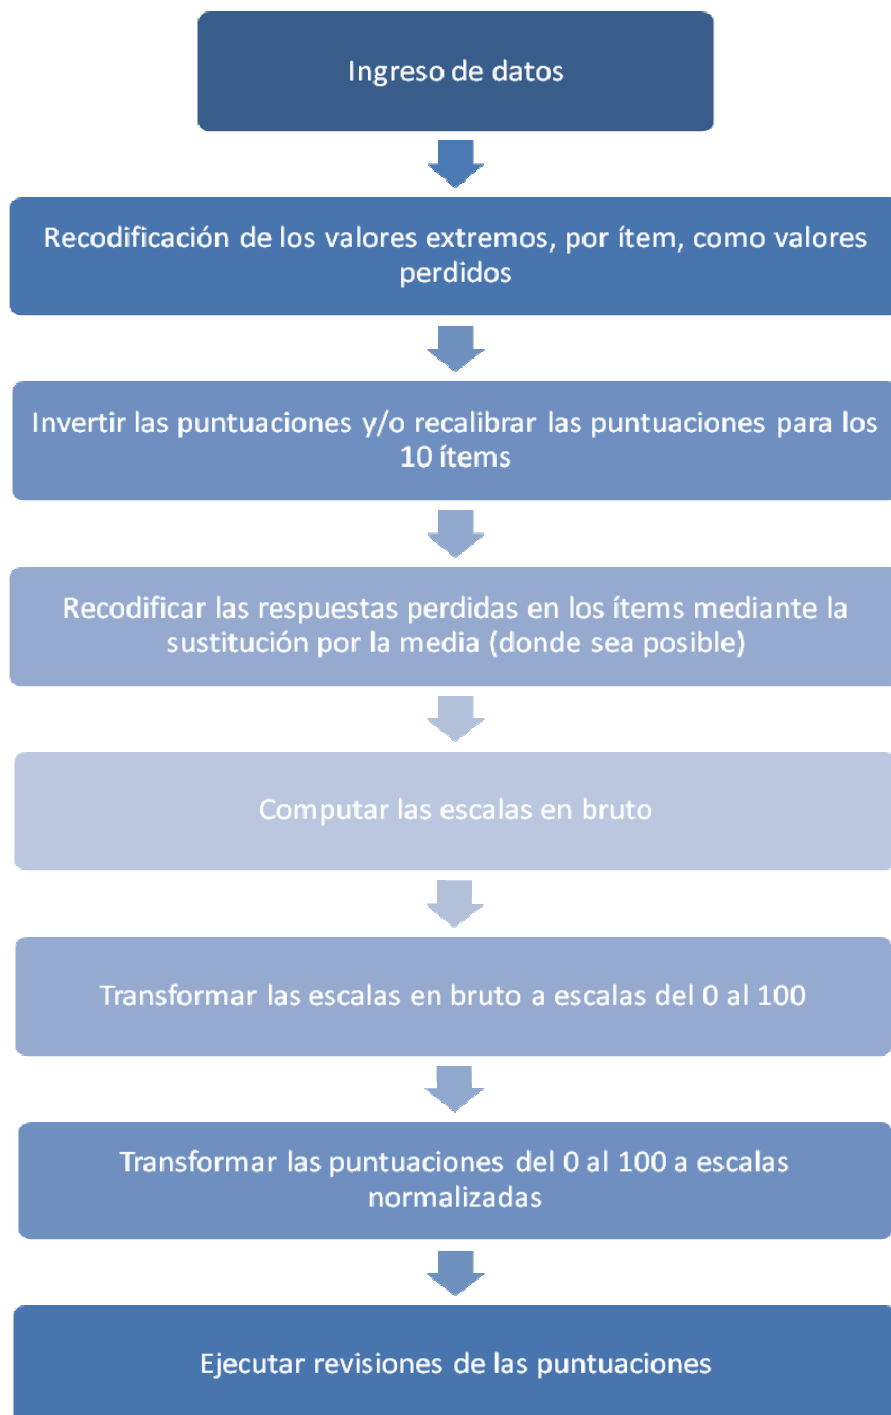 Ingreso de datos
Recodificación de los valores extremos, por ítem, como valores
perdidos
Invertir las puntuaciones y/o recalibrar las puntuaciones para los
10 ítems
Recodificar las respuestas perdidas en los ítems mediante la
sustitución por la media (donde sea posible)
Computar las escalas en bruto
Transformar las escalas en bruto a escalas del 0 al 100
Transformar las puntuaciones del 0 al 100 a escalas
normalizadas
Ejecutar revisiones de las puntuaciones